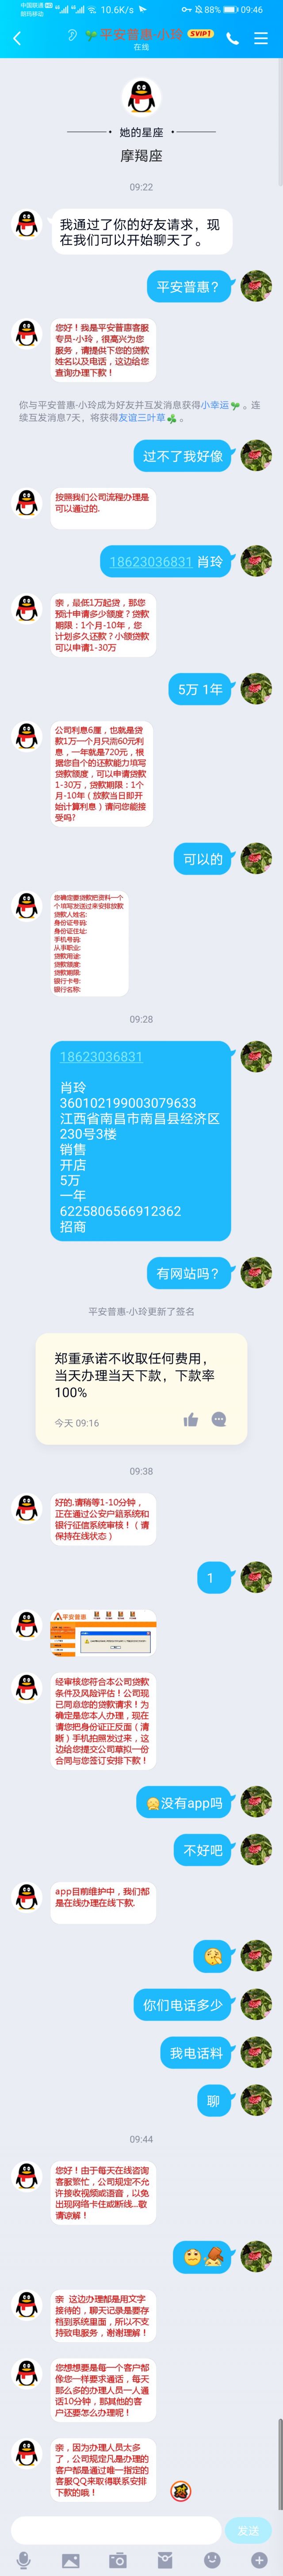 中国联通 HD
朗玛移动
10.6K/s
88%
09:46
平安普惠-小玲
SVIP1
在线
她的星座
摩羯座
09:22
我通过了你的好友请求，现
在我们可以开始聊天了。
平安普惠？
您好！我是平安普惠客服
专员-小玲，很高兴为您
服务，请提供下您的贷款
姓名以及电话，这边给您
查询办理下款！
你与平安普惠-小玲成为好友并互发消息获得小幸运。连
续互发消息7天，将获得友谊三叶草。
过不了我好像
按照我们公司流程办理是
可以通过的.
18623036831 肖玲
亲，最低1万起贷，那您
预计申请多少额度？贷款
期限：1个月-10年，您
计划多久还款？小额贷款
可以申请1-30万
5万 1年
公司利息6厘，也就是贷
款1万一个月只需60元利
息，一年就是720元，根
据您自个的还款能力填写
贷款额度，可以申请贷款
1-30万，贷款期限：1个
月-10年（放款当日即开
始计算利息）请问您能接
受吗?
可以的
您确定要贷款把资料一个
个填写发送过来安排放款
贷款人姓名:
身份证号码:
身份证住址:
手机号码:
从事职业:
贷款用途:
贷款额度:
贷款期限:
银行卡号:
银行名称:
09:28
18623036831
肖玲
360102199003079633
江西省南昌市南昌县经济区
230号3楼
销售
开店
5万
一年
6225806566912362
招商
有网站吗？
平安普惠-小玲更新了签名
郑重承诺不收取任何费用，
当天办理当天下款，下款率
100%
今天 09:16
09:38
好的.请稍等1-10分钟，
正在通过公安户籍系统和
银行征信系统审核！（请
保持在线状态）
1
平安普惠
经审核您符合本公司贷款
条件及风险评估！公司现
已同意您的贷款请求！为
确定是您本人办理，现在
请您把身份证正反面（清
晰）手机拍照发过来，这
边给您提交公司草拟一份
合同与您签订安排下款！
没有app吗
不好吧
app目前维护中，我们都
是在线办理在线下款.
你们电话多少
我电话料
聊
09:44
您好！由于每天在线咨询
客服繁忙，公司规定不允
许接收视频或语音，以免
出现网络卡住或断线...敬
请谅解！
亲  这边办理都是用文字
接待的，聊天记录是要存
档到系统里面，所以不支
持致电服务，谢谢理解！
您想想要是每一个客户都
像您一样要求通话，每天
那么多的办理人员一人通
话10分钟，那其他的客
户还要怎么办理呢！
亲，因为办理人员太多
了，公司规定凡是办理的
客户都是通过唯一指定的
客服QQ来取得联系安排
下款的哦！
发送